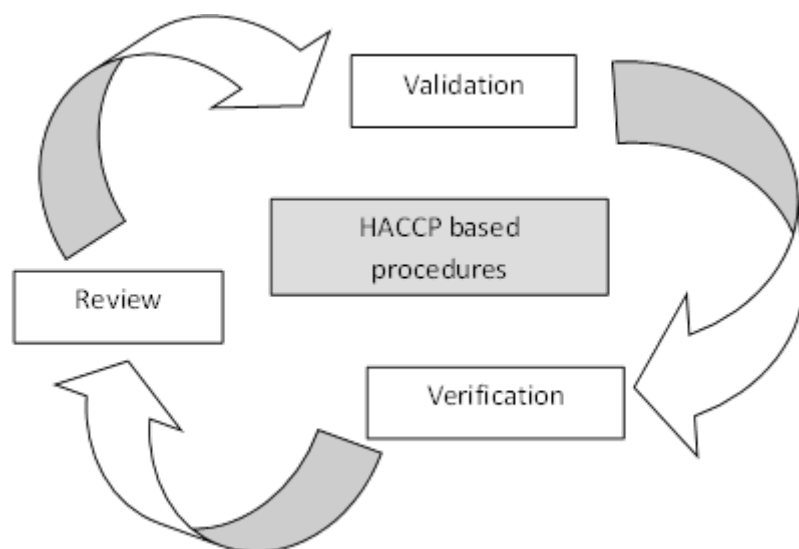 Validation
HACCP based
procedures
Review
Verification